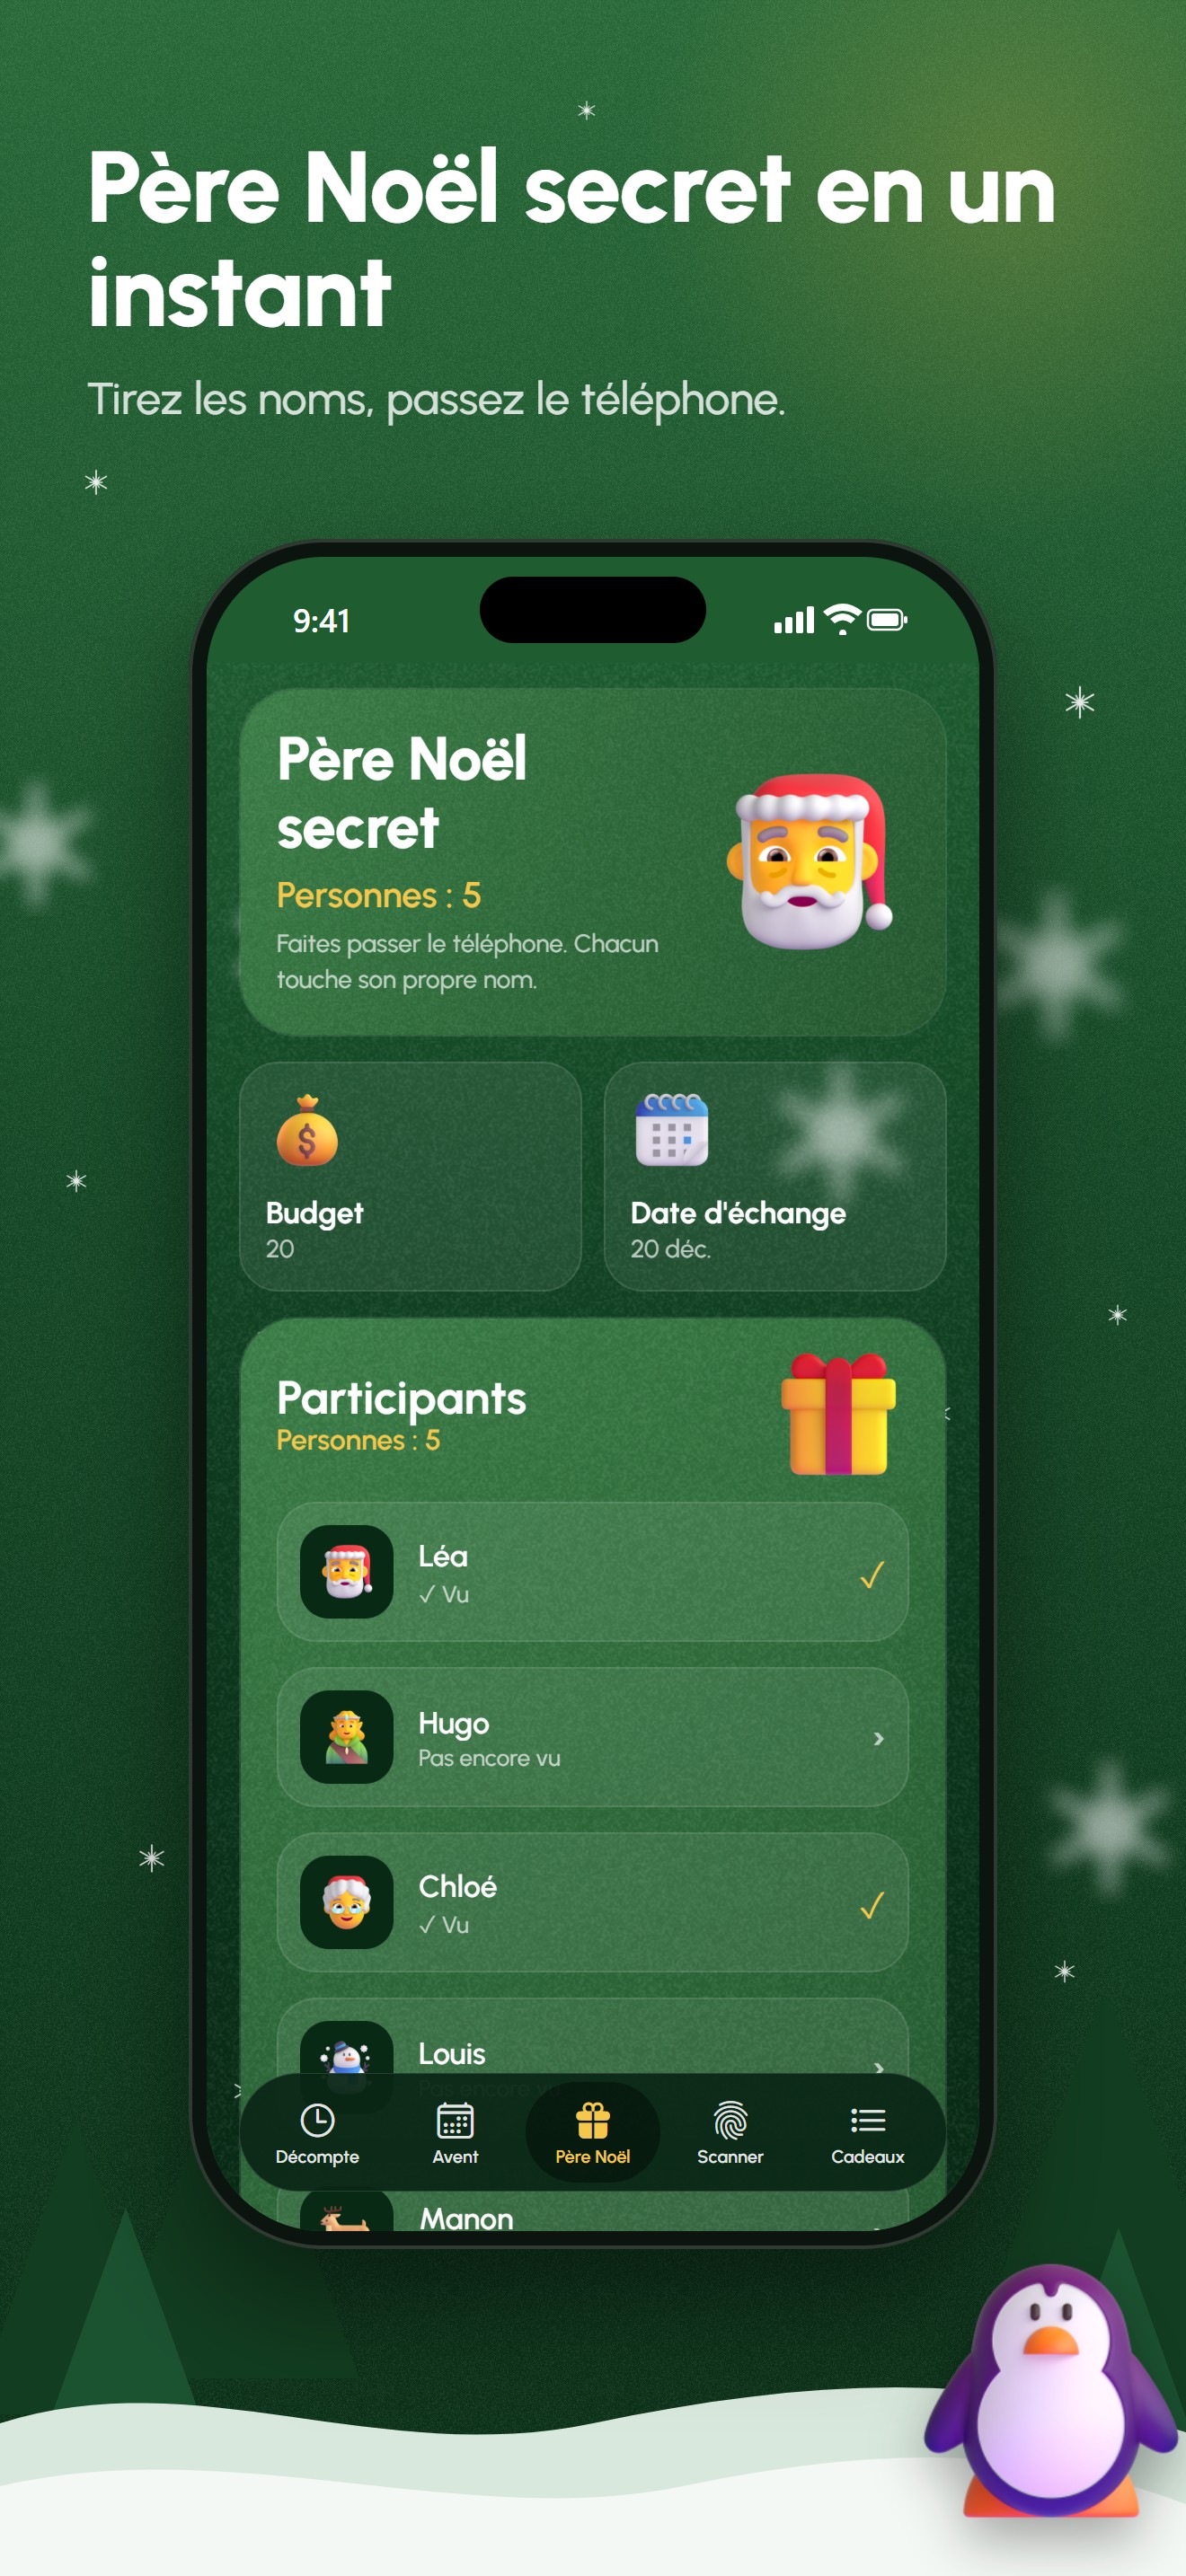 Père Noël secret en un
instant
Tirez les noms, passez le téléphone.
9:41
Père Noël
secret
Personnes : 5
Faites passer le téléphone. Chacun
touche son propre nom.
Budget
20
Date d'échange
20 déc.
Participants
Personnes : 5
Léa
✓ Vu
Hugo
Pas encore vu
Chloé
✓ Vu
Louis
Pas encore
Décompte
Avent
Père Noël
Scanner
Cadeaux
Manon